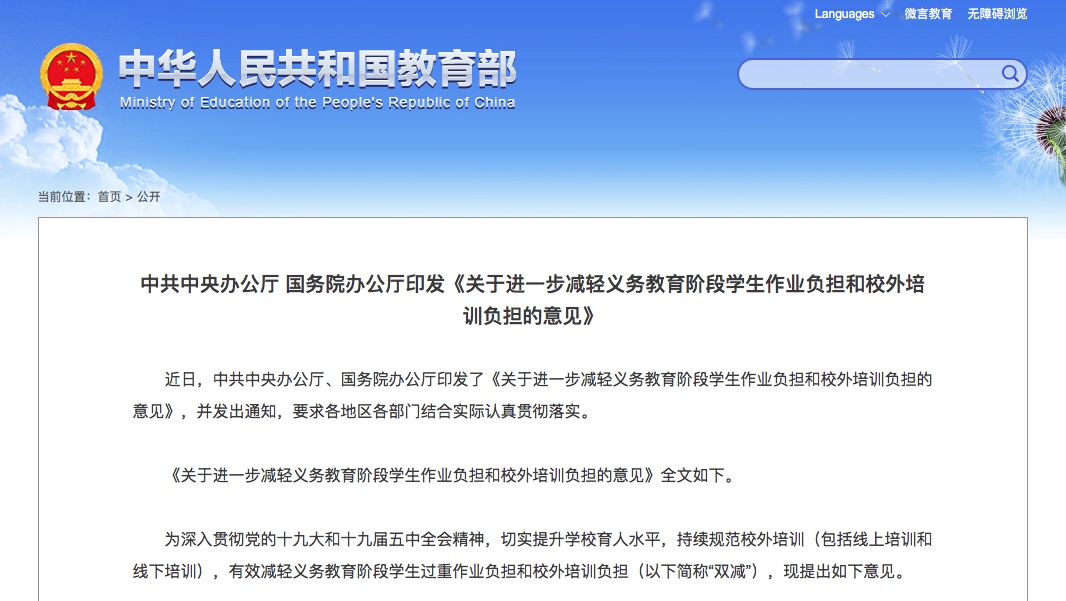 Languages 微言教育 无障碍浏览
中华人民共和国教育部
Ministry of Education of the People's Republic of China
当前位置：首页 > 公开
中共中央办公厅 国务院办公厅印发《关于进一步减轻义务教育阶段学生作业负担和校外培
训负担的意见》
近日，中共中央办公厅、国务院办公厅印发了《关于进一步减轻义务教育阶段学生作业负担和校外培训负担的
意见》，并发出通知，要求各地区各部门结合实际认真贯彻落实。
《关于进一步减轻义务教育阶段学生作业负担和校外培训负担的意见》全文如下。
为深入贯彻党的十九大和十九届五中全会精神，切实提升学校育人水平，持续规范校外培训（包括线上培训和
线下培训），有效减轻义务教育阶段学生过重作业负担和校外培训负担（以下简称“双减”），现提出如下意见。